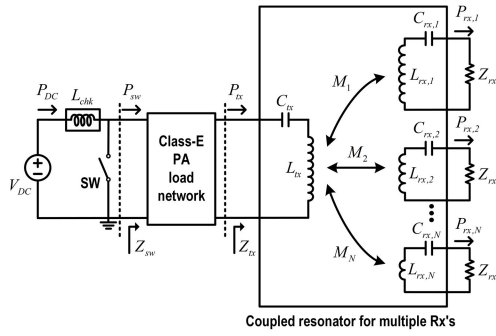 P_DC
L_chk
P_sw
P_tx
V_DC
SW
Class-E
PA
load
network
Z_sw
Z_tx
C_tx
L_tx
M_1
M_2
M_N
C_rx,1
P_rx,1
L_rx,1
Z_rx
C_rx,2
P_rx,2
L_rx,2
Z_rx
C_rx,N
P_rx,N
L_rx,N
Z_rx
Coupled resonator for multiple Rx's